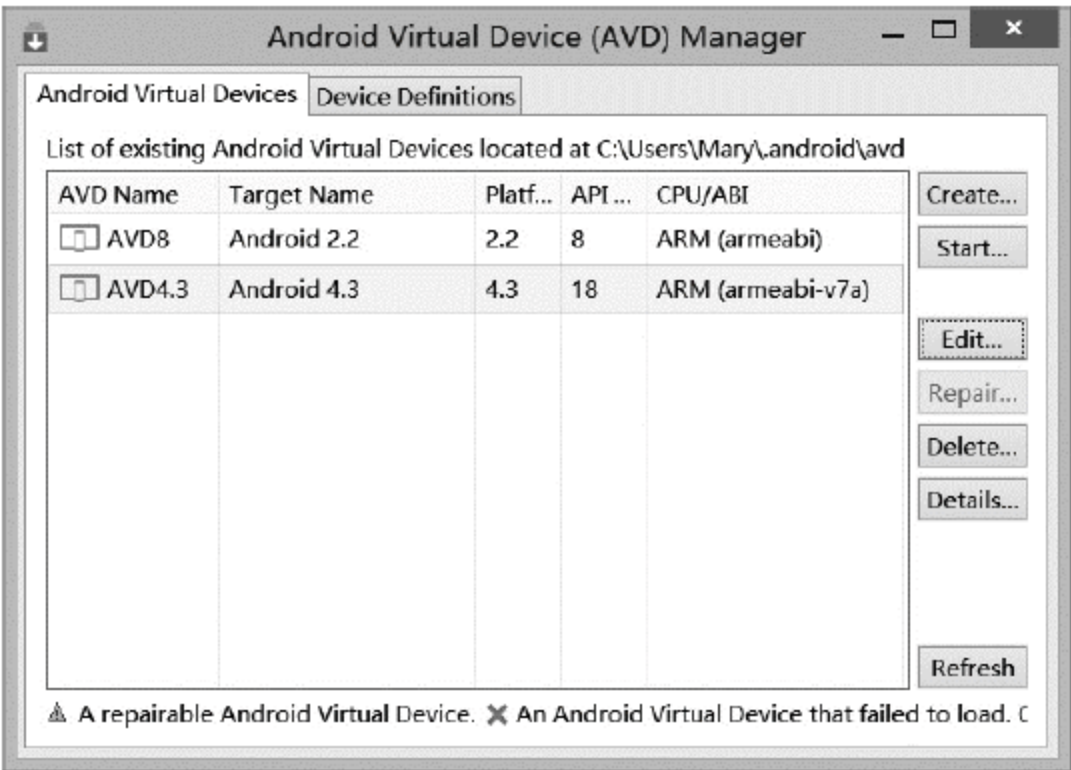 Android Virtual Device (AVD) Manager
Android Virtual Devices Device Definitions
List of existing Android Virtual Devices located at C:\Users\Mary\.android\avd
AVD Name Target Name Platf... API ... CPU/ABI Create...
AVD8 Android 2.2 2.2 8 ARM (armeabi) Start...
AVD4.3 Android 4.3 4.3 18 ARM (armeabi-v7a)
Edit...
Repair...
Delete...
Details...
Refresh
A repairable Android Virtual Device. An Android Virtual Device that failed to load.